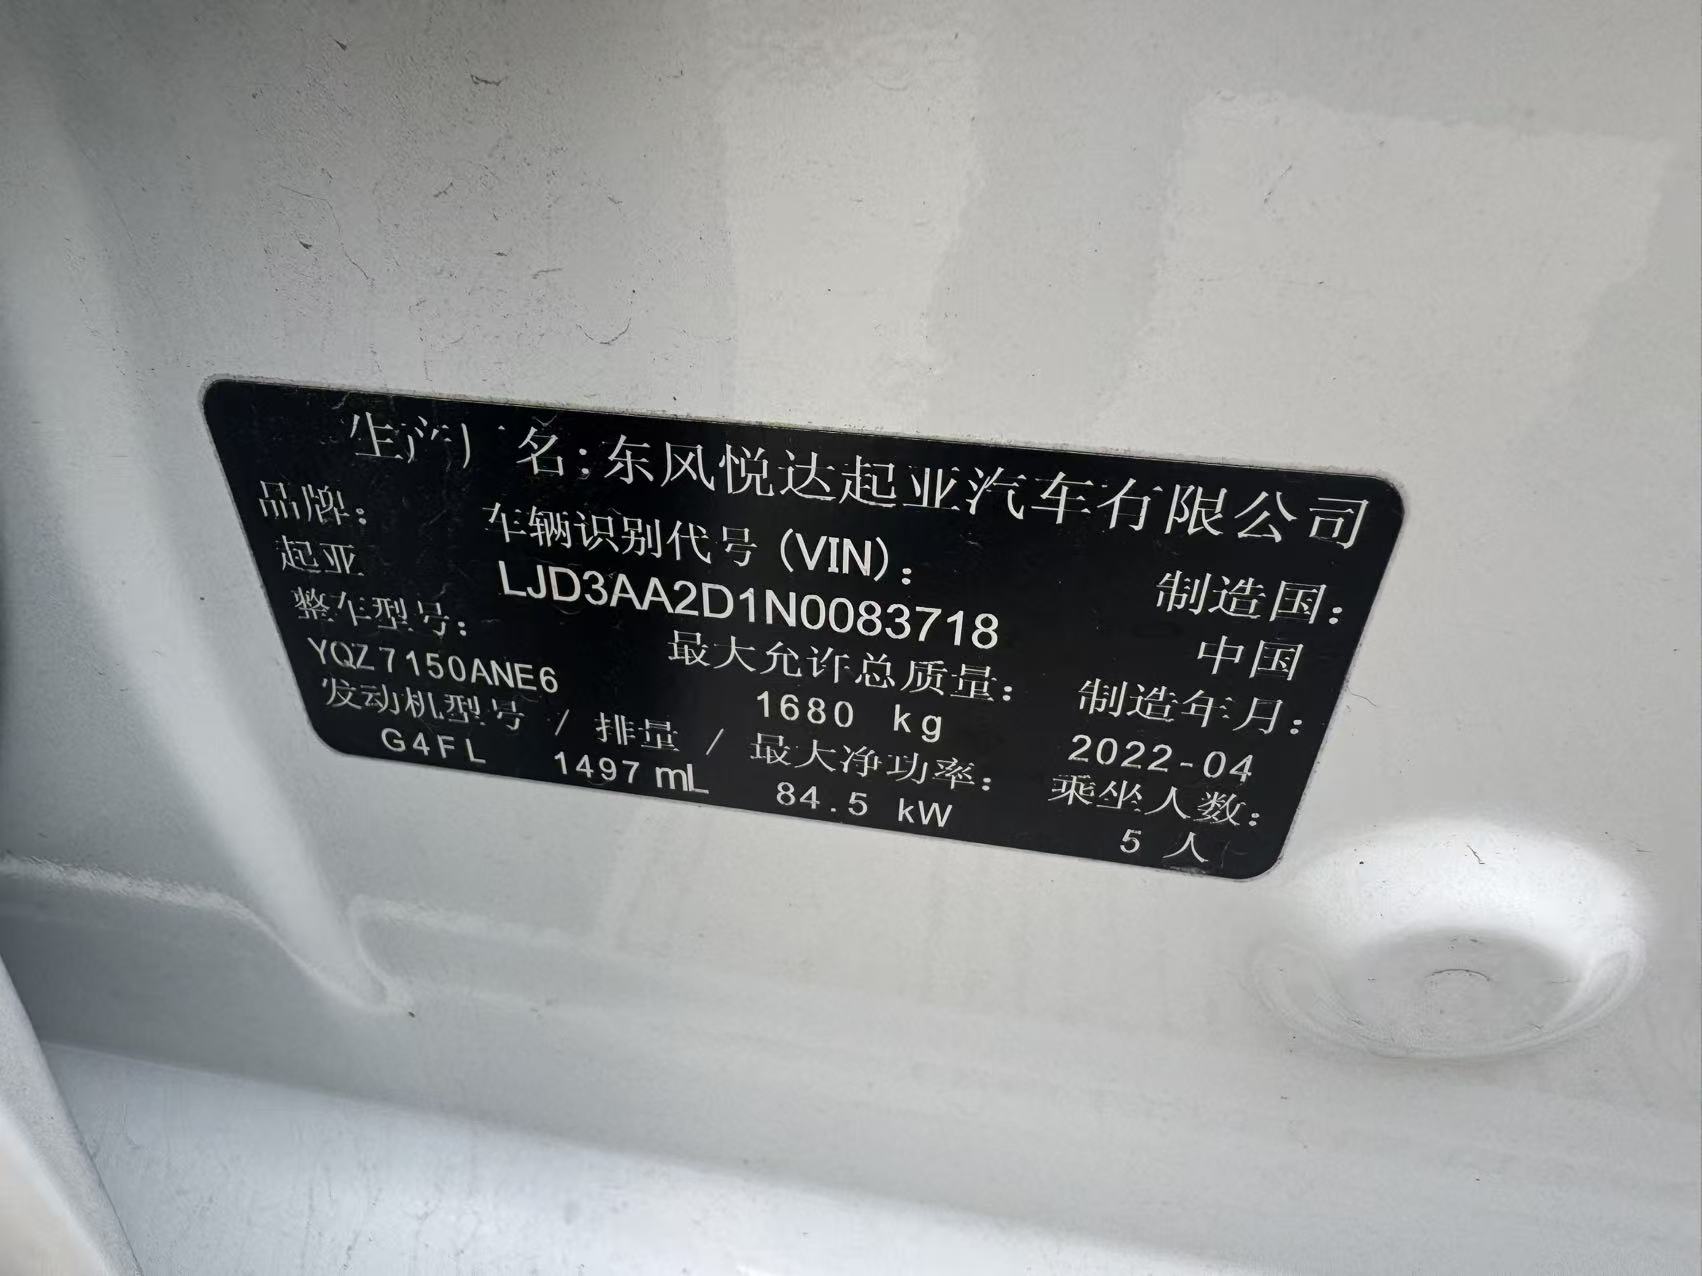 生产厂名:东风悦达起亚汽车有限公司
品牌: 车辆识别代号 (VIN): 制造国:
起亚 LJD3AA2D1N0083718 中国
整车型号: 最大允许总质量: 制造年月:
YQZ7150ANE6 1680 kg 2022-04
发动机型号 / 排量 / 最大净功率: 乘坐人数:
G4FL 1497 mL 84.5 kW 5 人